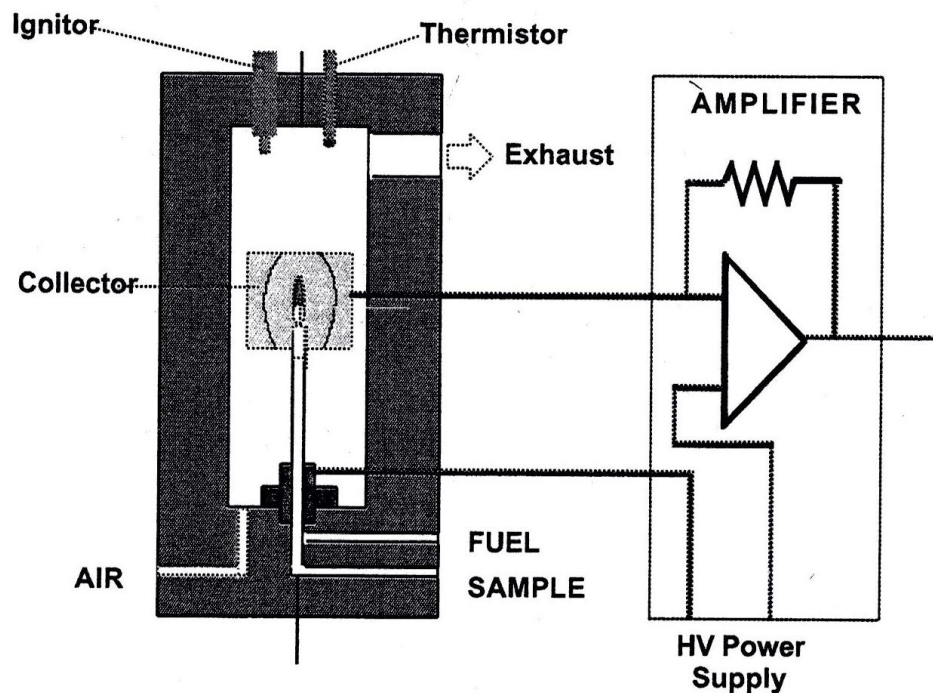 Ignitor
Thermistor
AMPLIFIER
Exhaust
Collector
FUEL
AIR
SAMPLE
HV Power
Supply